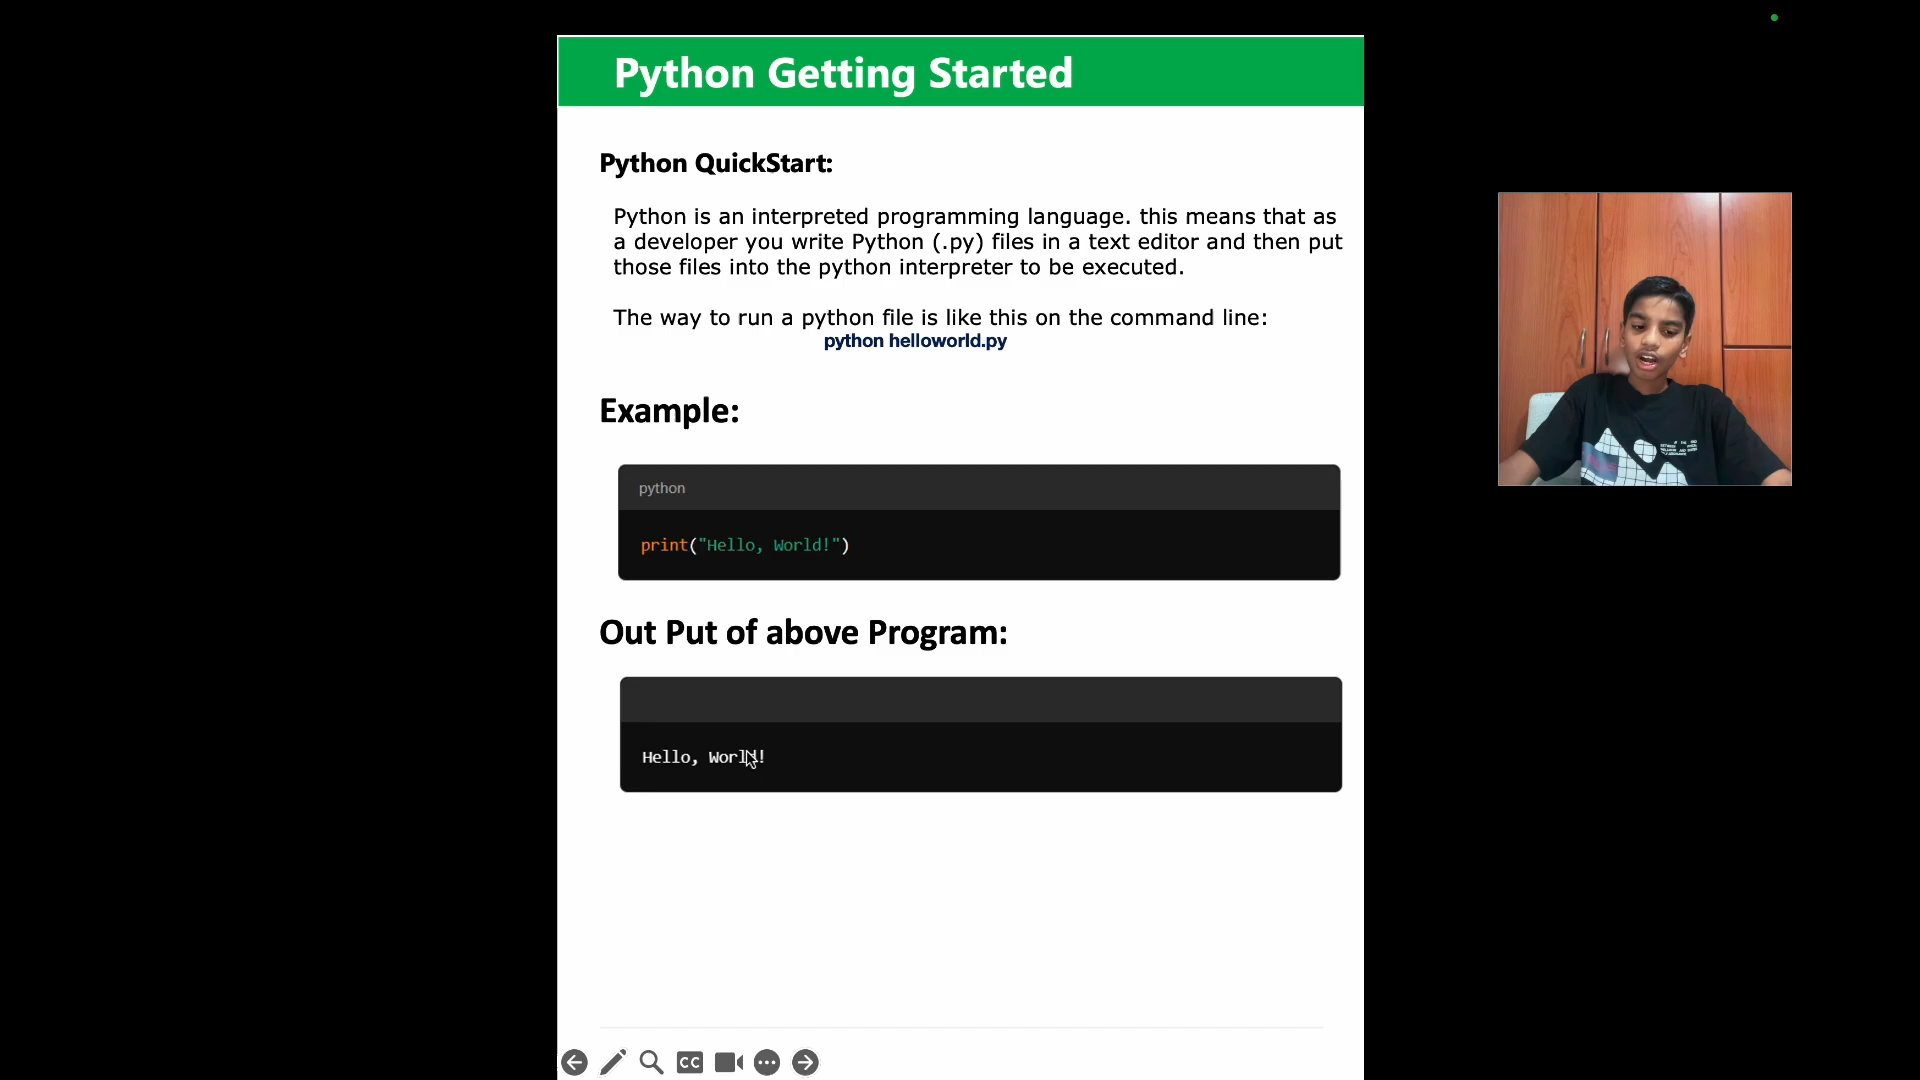 Python Getting Started
Python QuickStart:
Python is an interpreted programming language. this means that as
a developer you write Python (.py) files in a text editor and then put
those files into the python interpreter to be executed.
The way to run a python file is like this on the command line:
python helloworld.py
Example:
python
print("Hello, World!")
Out Put of above Program:
Hello, World!
CC